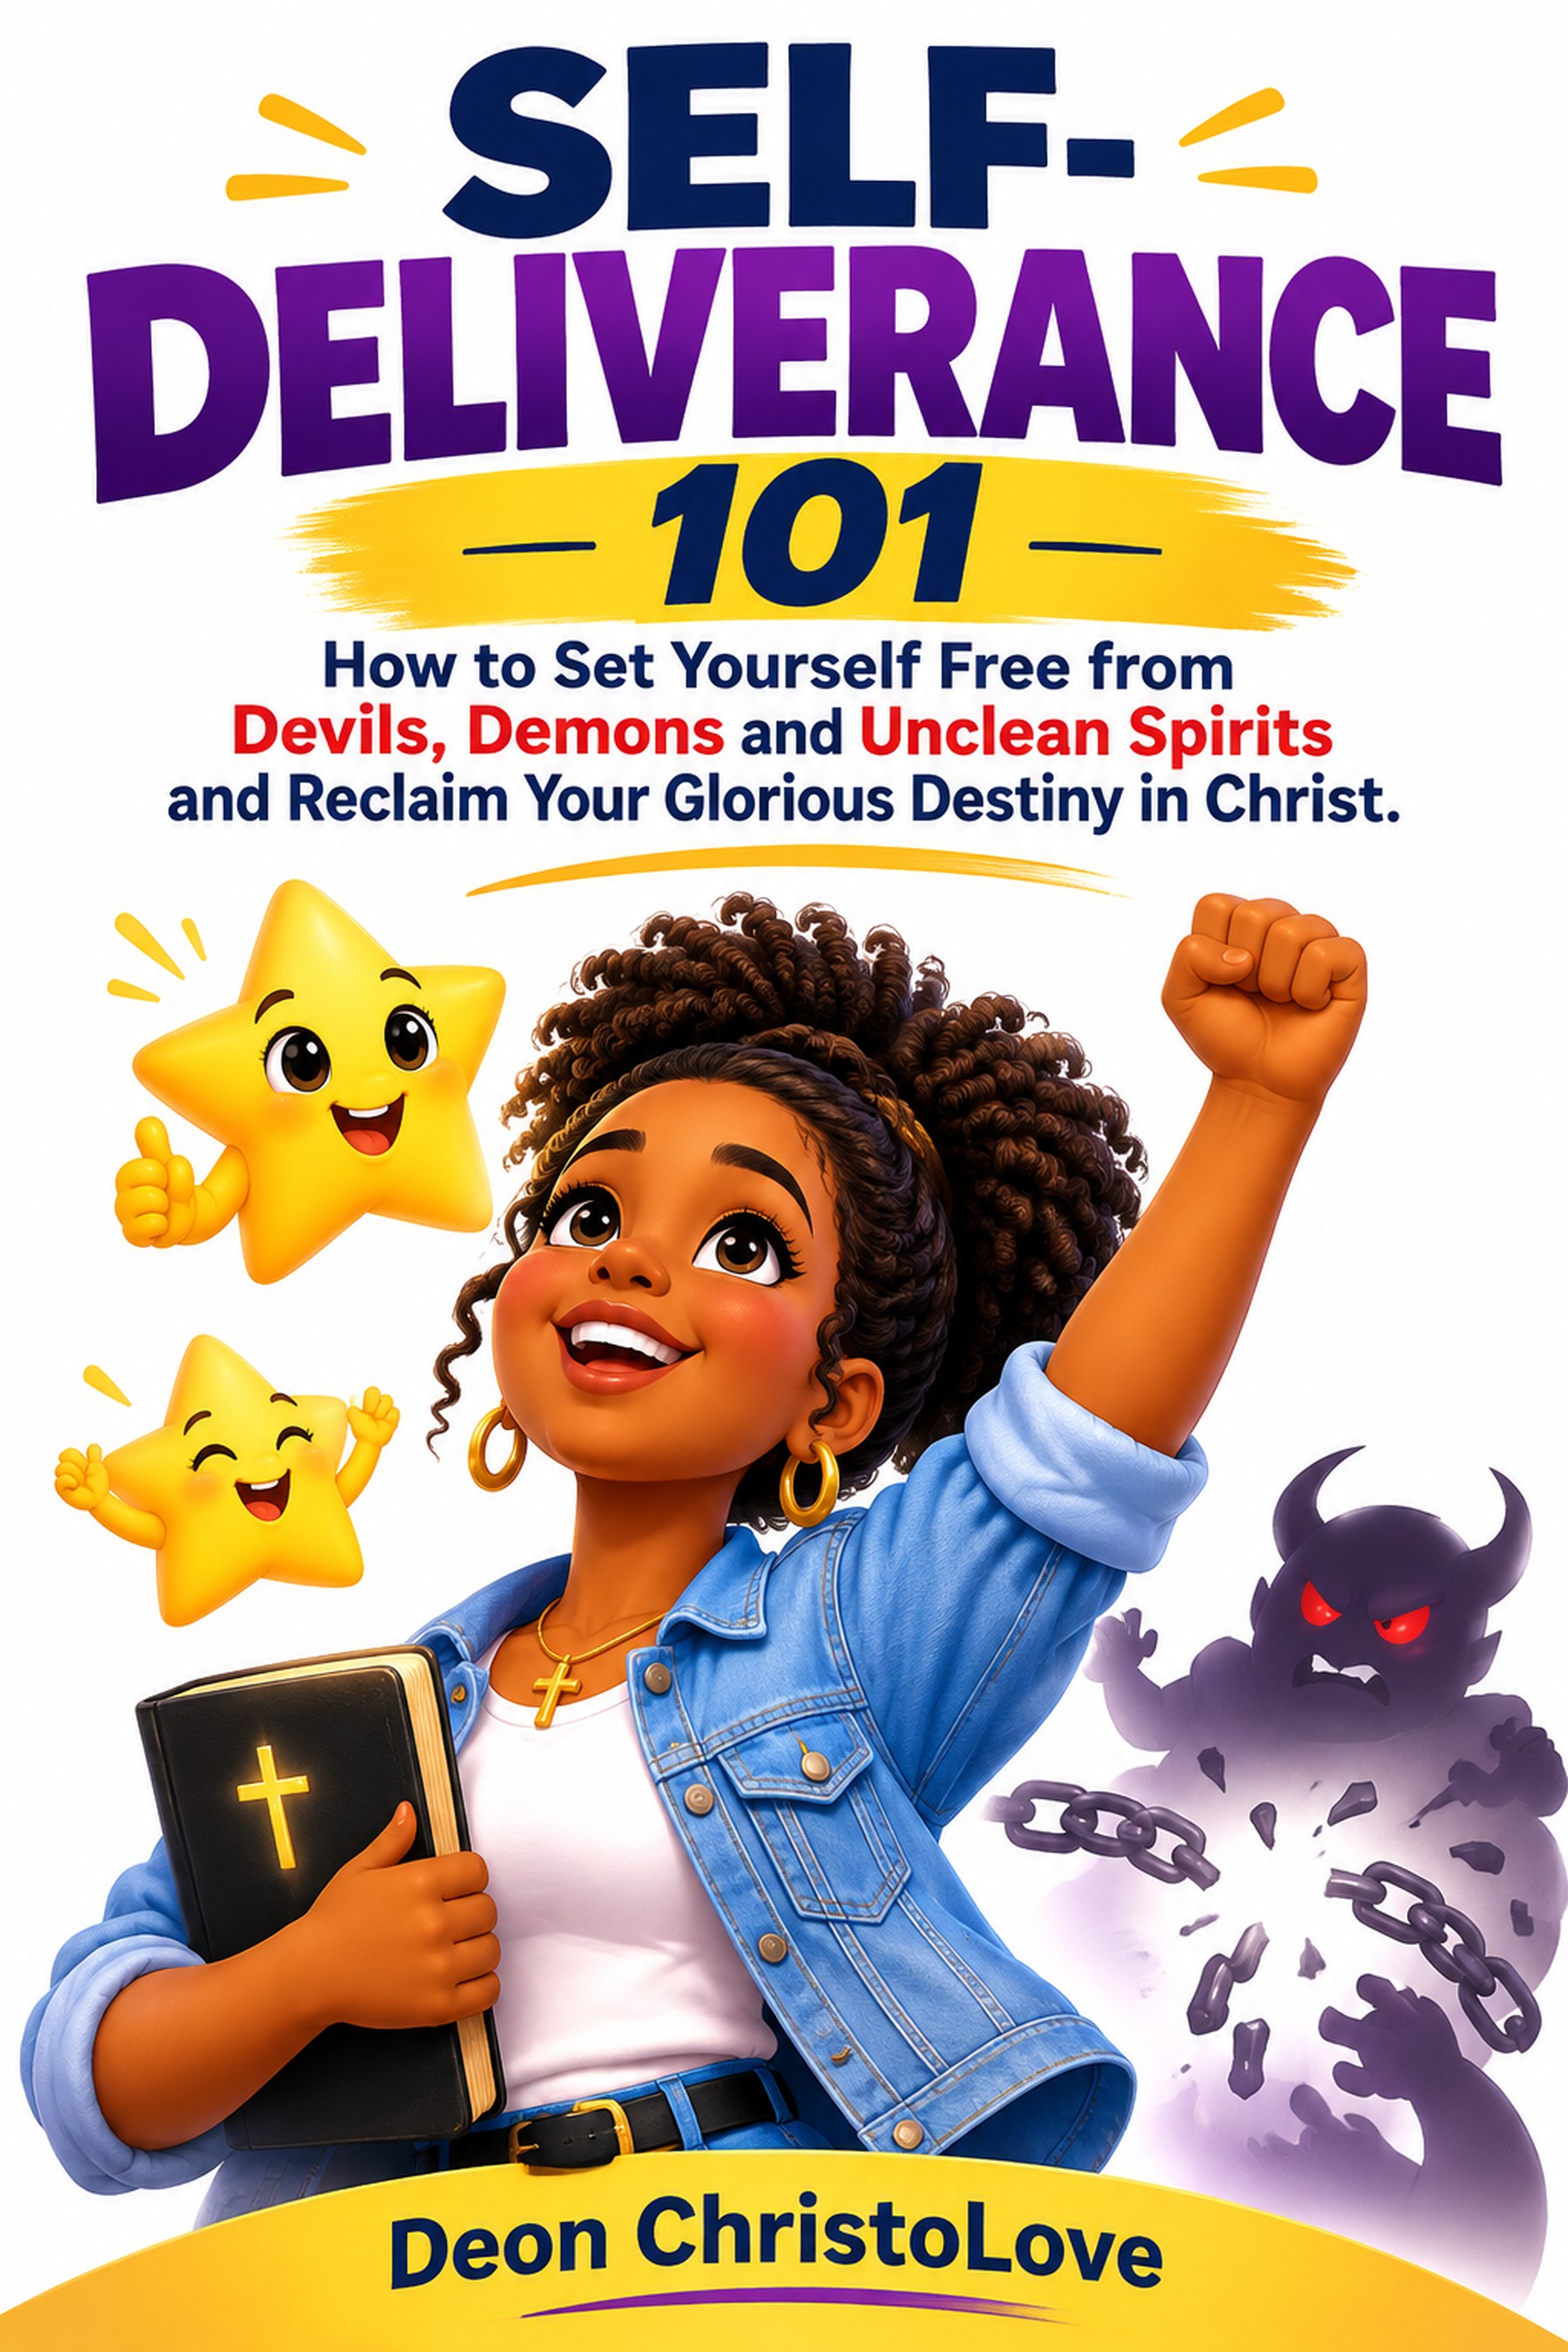 SELF-
DELIVERANCE
101
How to Set Yourself Free from
Devils, Demons and Unclean Spirits
and Reclaim Your Glorious Destiny in Christ.
Deon ChristoLove